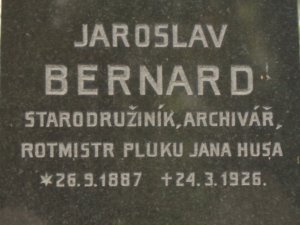 JAROSLAV
BERNARD
STARODRUŽINÍK, ARCHIVÁŘ,
ROTMISTR PLUKU JANA HUSA
*26.9.1887 +24.3.1926.